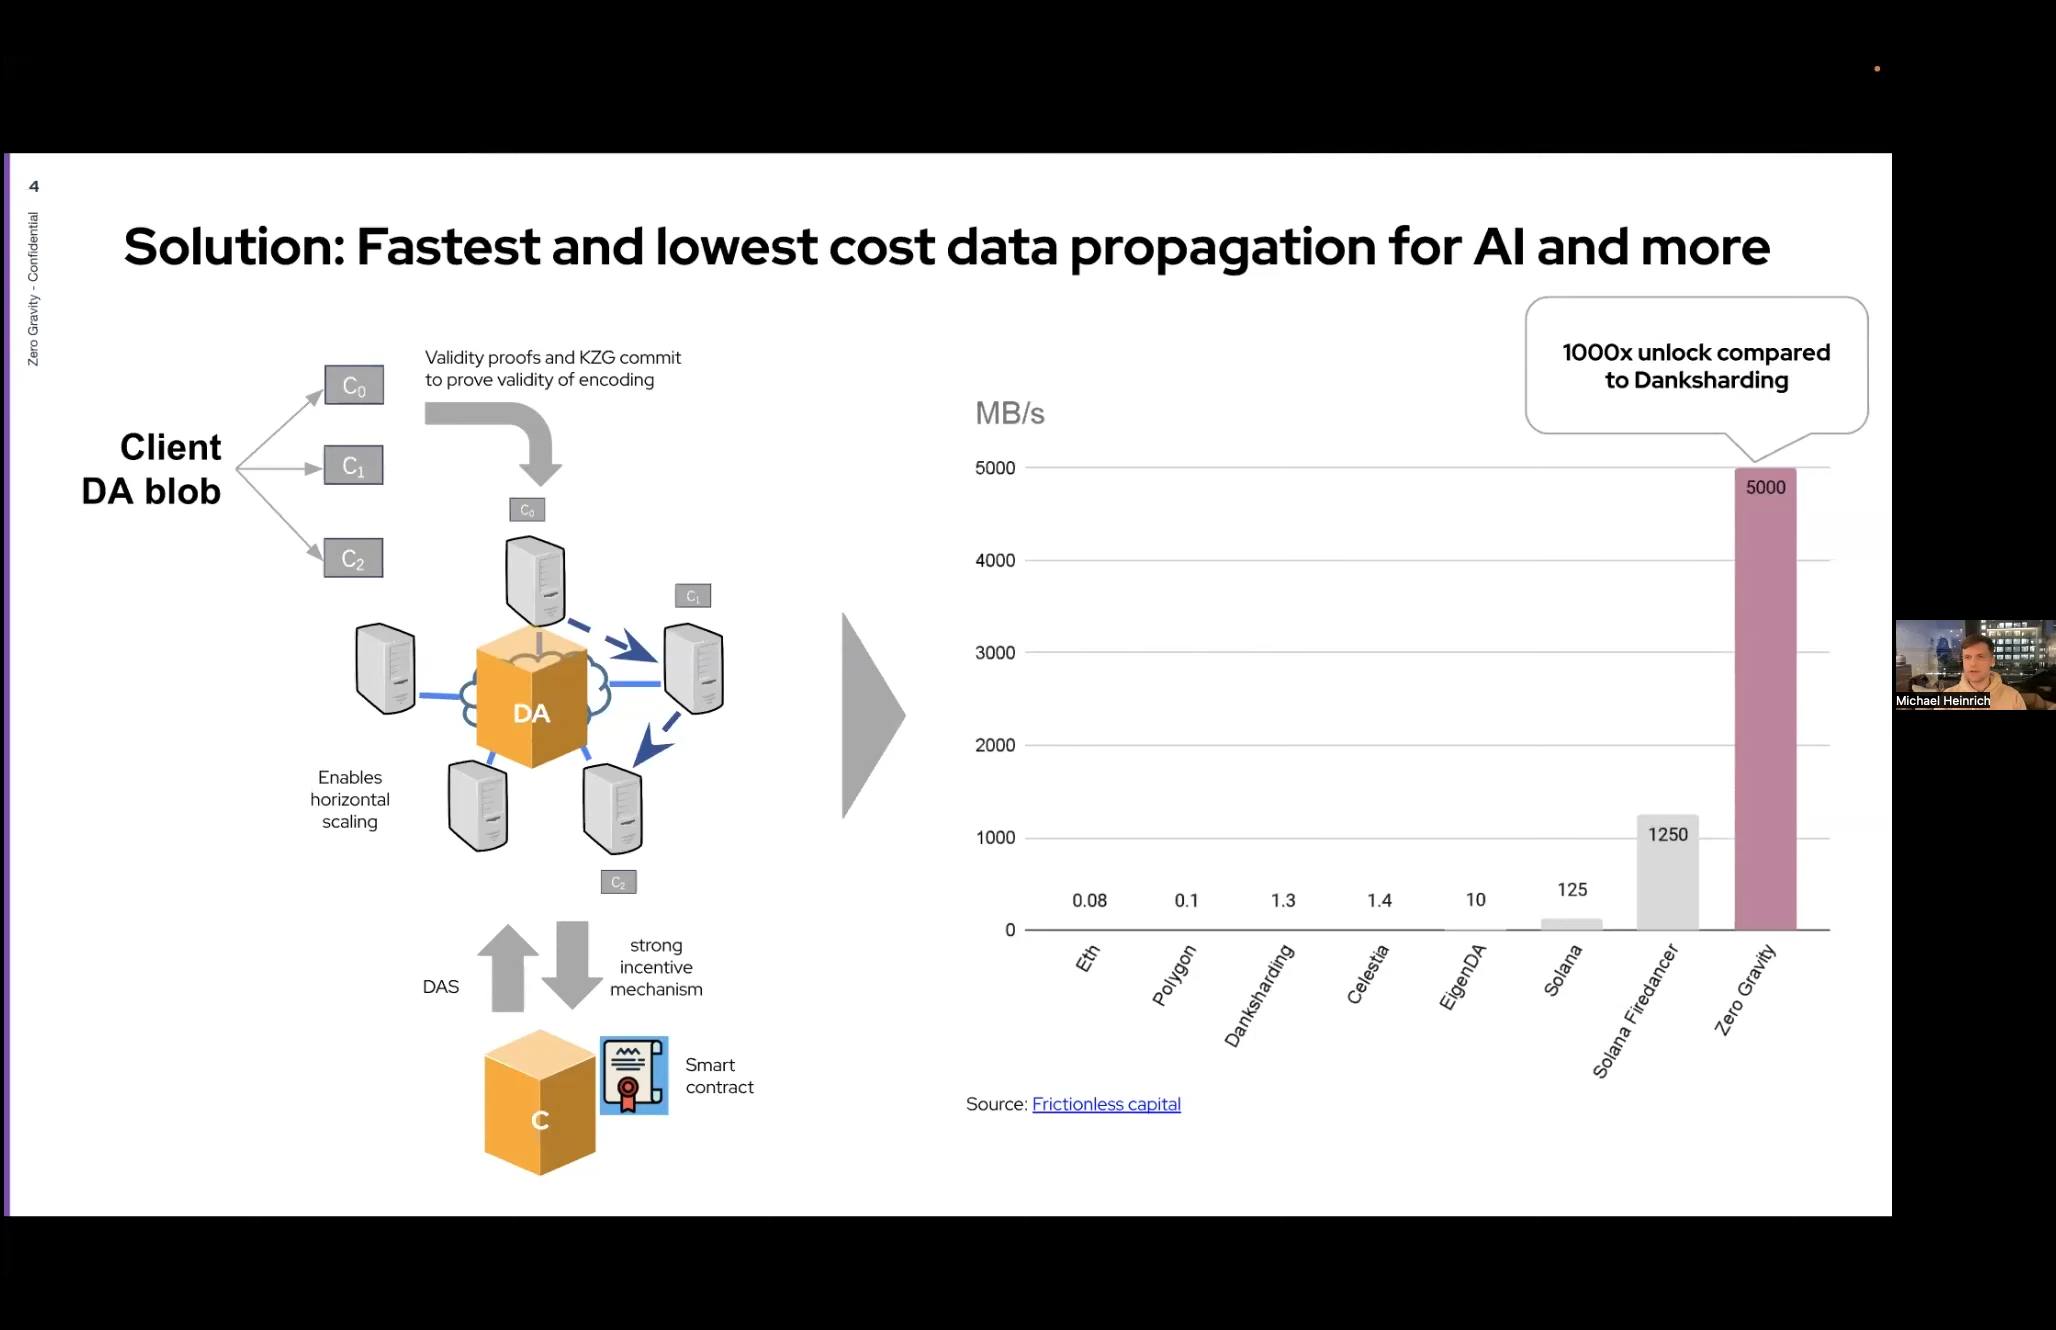 4
Zero Gravity - Confidential
Solution: Fastest and lowest cost data propagation for AI and more
Client
DA blob
C₀
C₁
C₂
Validity proofs and KZG commit
to prove validity of encoding
C₀
C₁
DA
Enables
horizontal
scaling
C₂
DAS
strong
incentive
mechanism
C
Smart
contract
1000x unlock compared
to Danksharding
MB/s
5000
4000
3000
2000
1000
0
0.08
0.1
1.3
1.4
10
125
1250
5000
Eth
Polygon
Danksharding
Celestia
EigenDA
Solana
Solana Firedancer
Zero Gravity
Source: Frictionless capital
Michael Heinrich